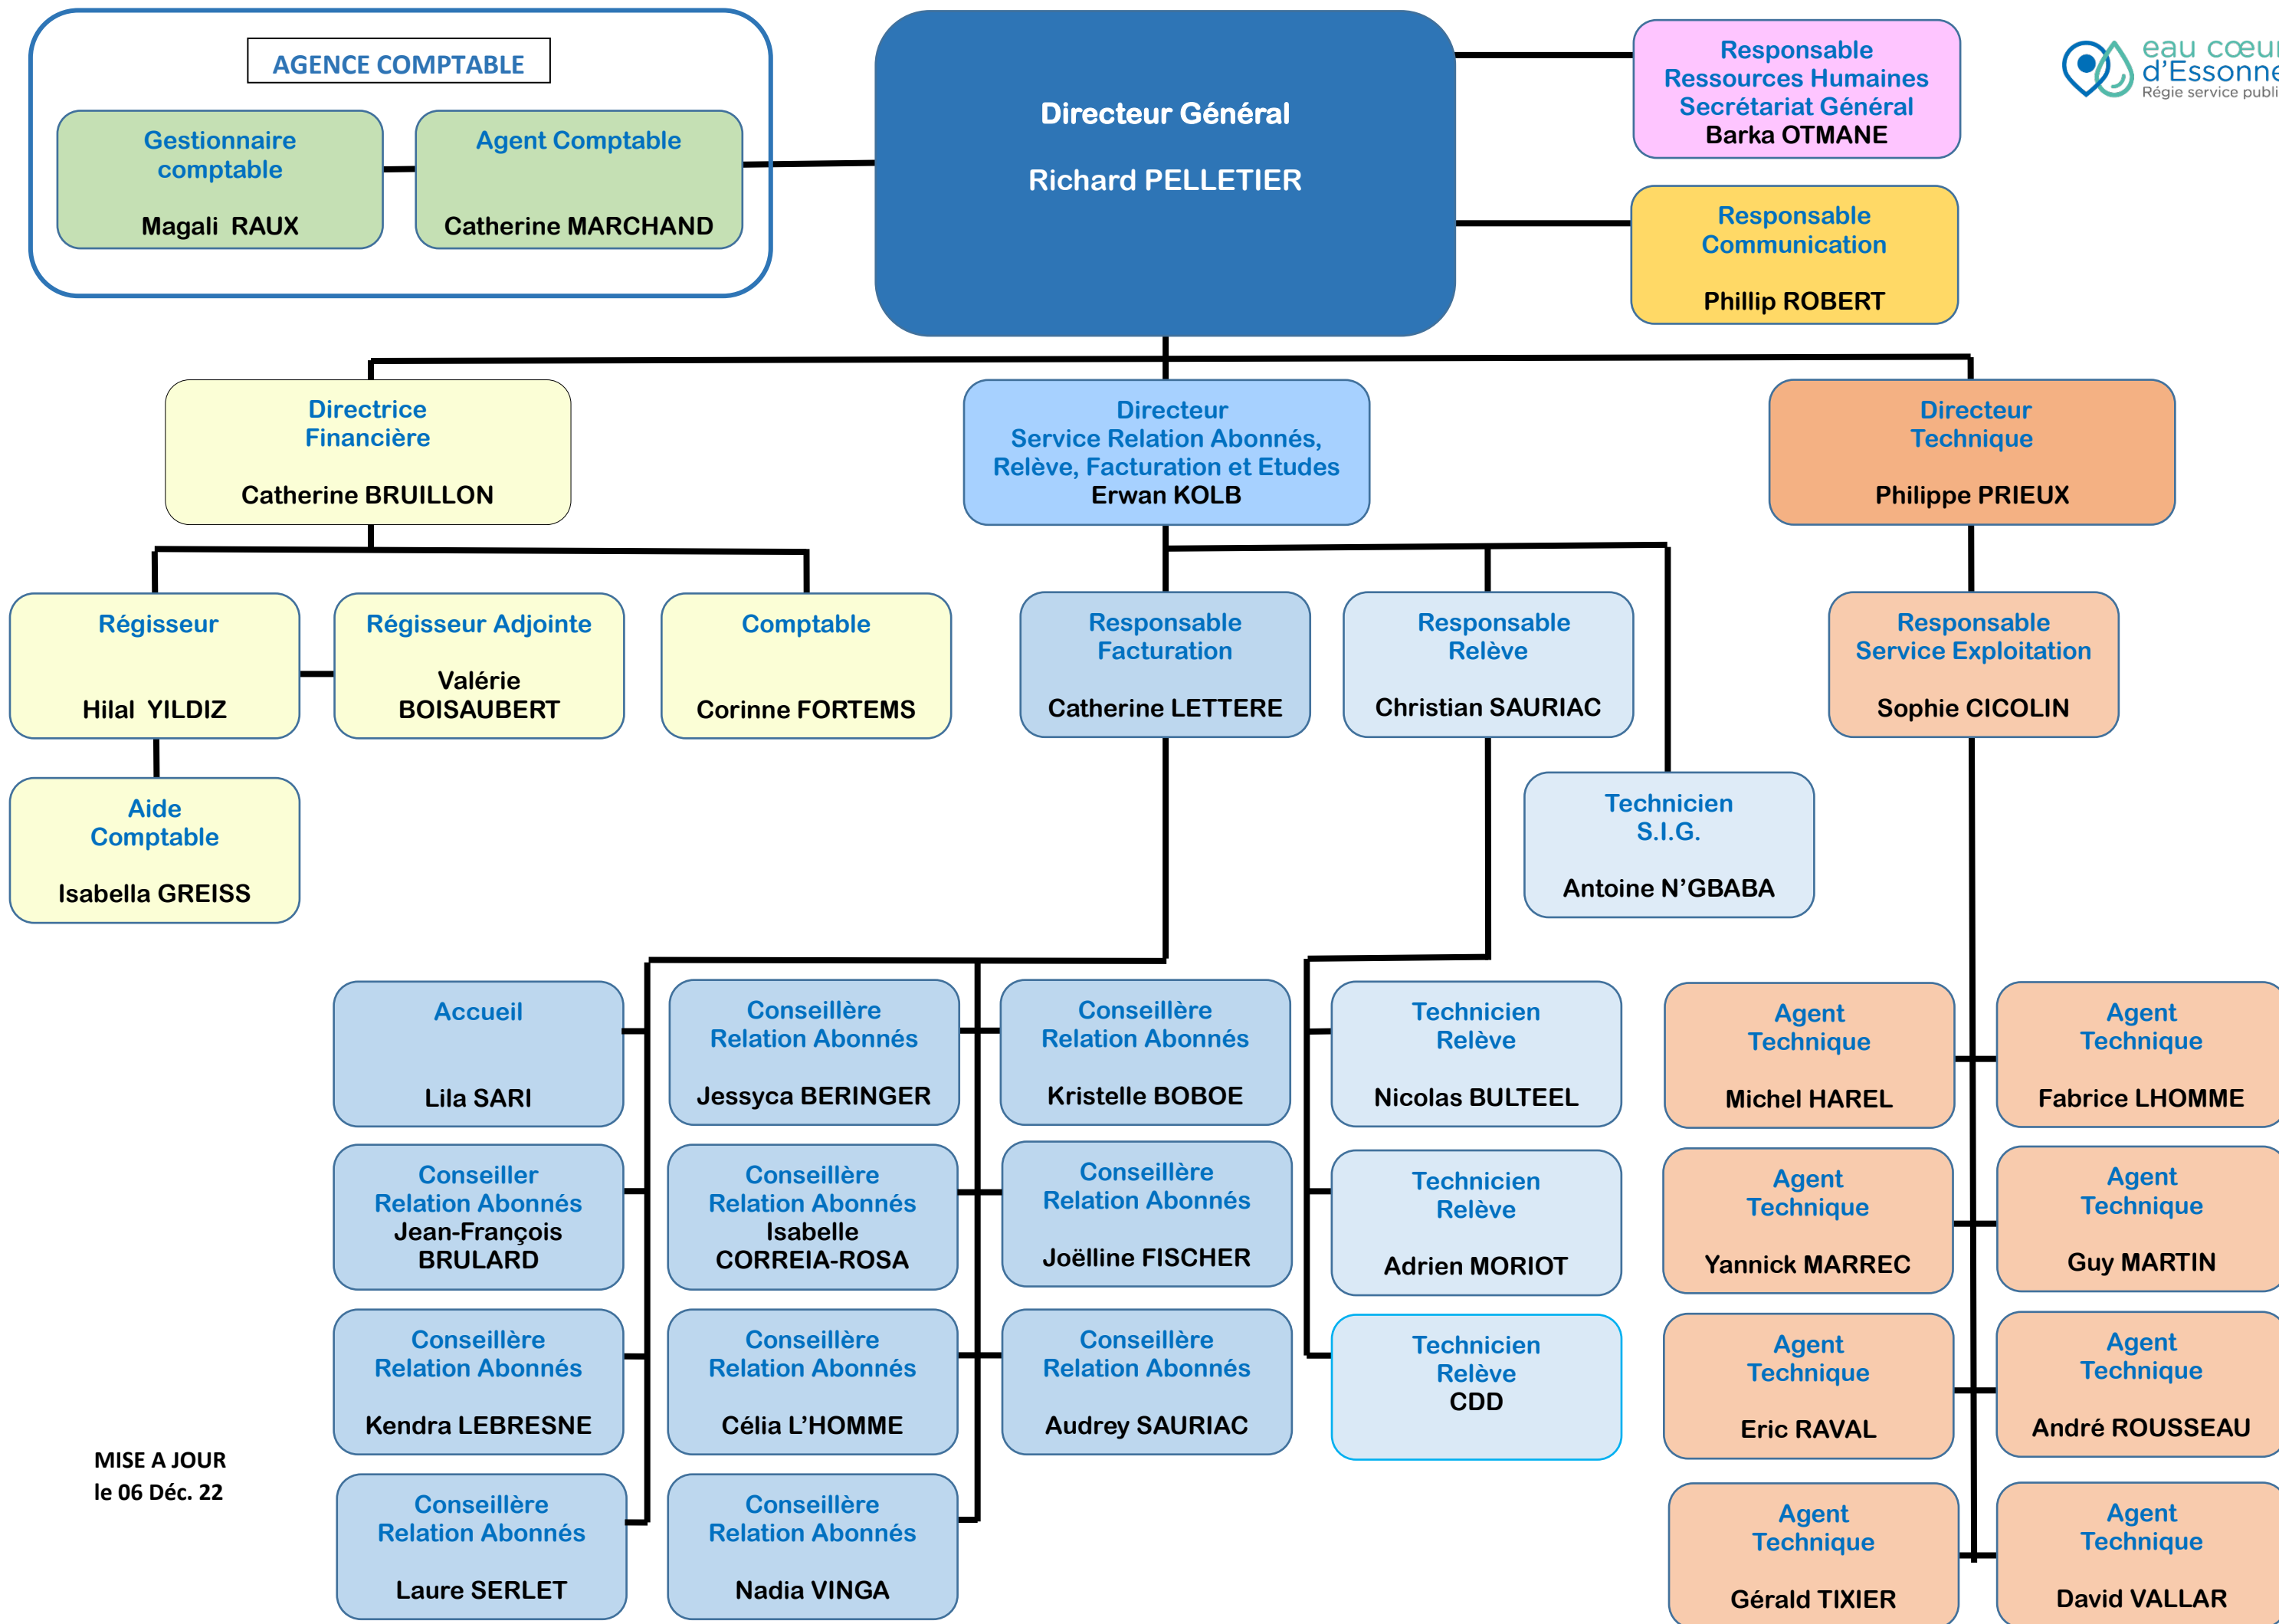 AGENCE COMPTABLE
Gestionnaire
comptable
Magali RAUX
Agent Comptable
Catherine MARCHAND
Directeur Général
Richard PELLETIER
Responsable
Ressources Humaines
Secrétariat Général
Barka OTMANE
Responsable
Communication
Phillip ROBERT
eau cœur
d'Essonne
Régie service publi
Directrice
Financière
Catherine BRUILLON
Directeur
Service Relation Abonnés,
Relève, Facturation et Etudes
Erwan KOLB
Directeur
Technique
Philippe PRIEUX
Régisseur
Hilal YILDIZ
Régisseur Adjointe
Valérie
BOISAUBERT
Comptable
Corinne FORTEMS
Responsable
Facturation
Catherine LETTERE
Responsable
Relève
Christian SAURIAC
Responsable
Service Exploitation
Sophie CICOLIN
Aide
Comptable
Isabella GREISS
Technicien
S.I.G.
Antoine N'GBABA
Accueil
Lila SARI
Conseillère
Relation Abonnés
Jessyca BERINGER
Conseillère
Relation Abonnés
Kristelle BOBOE
Technicien
Relève
Nicolas BULTEEL
Agent
Technique
Michel HAREL
Agent
Technique
Fabrice LHOMME
Conseiller
Relation Abonnés
Jean-François
BRULARD
Conseillère
Relation Abonnés
Isabelle
CORREIA-ROSA
Conseillère
Relation Abonnés
Joëlline FISCHER
Technicien
Relève
Adrien MORIOT
Agent
Technique
Yannick MARREC
Agent
Technique
Guy MARTIN
Conseillère
Relation Abonnés
Kendra LEBRESNE
Conseillère
Relation Abonnés
Célia L'HOMME
Conseillère
Relation Abonnés
Audrey SAURIAC
Technicien
Relève
CDD
Agent
Technique
Eric RAVAL
Agent
Technique
André ROUSSEAU
MISE A JOUR
le 06 Déc. 22
Conseillère
Relation Abonnés
Laure SERLET
Conseillère
Relation Abonnés
Nadia VINGA
Agent
Technique
Gérald TIXIER
Agent
Technique
David VALLAR